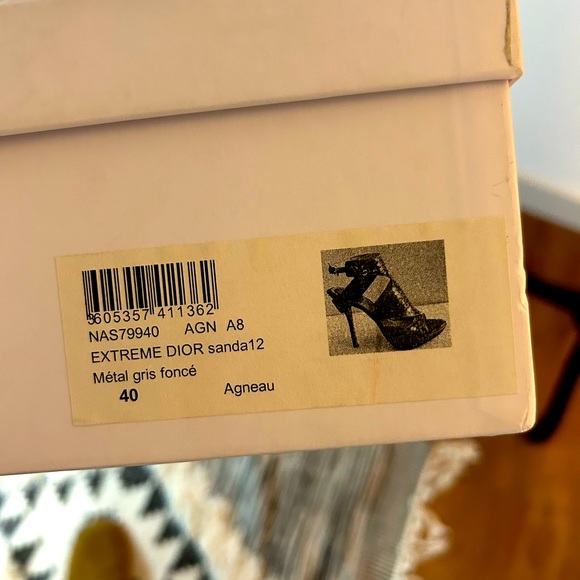 3605357 411362
NAS79940 AGN A8
EXTREME DIOR sanda12
Métal gris foncé
40 Agneau